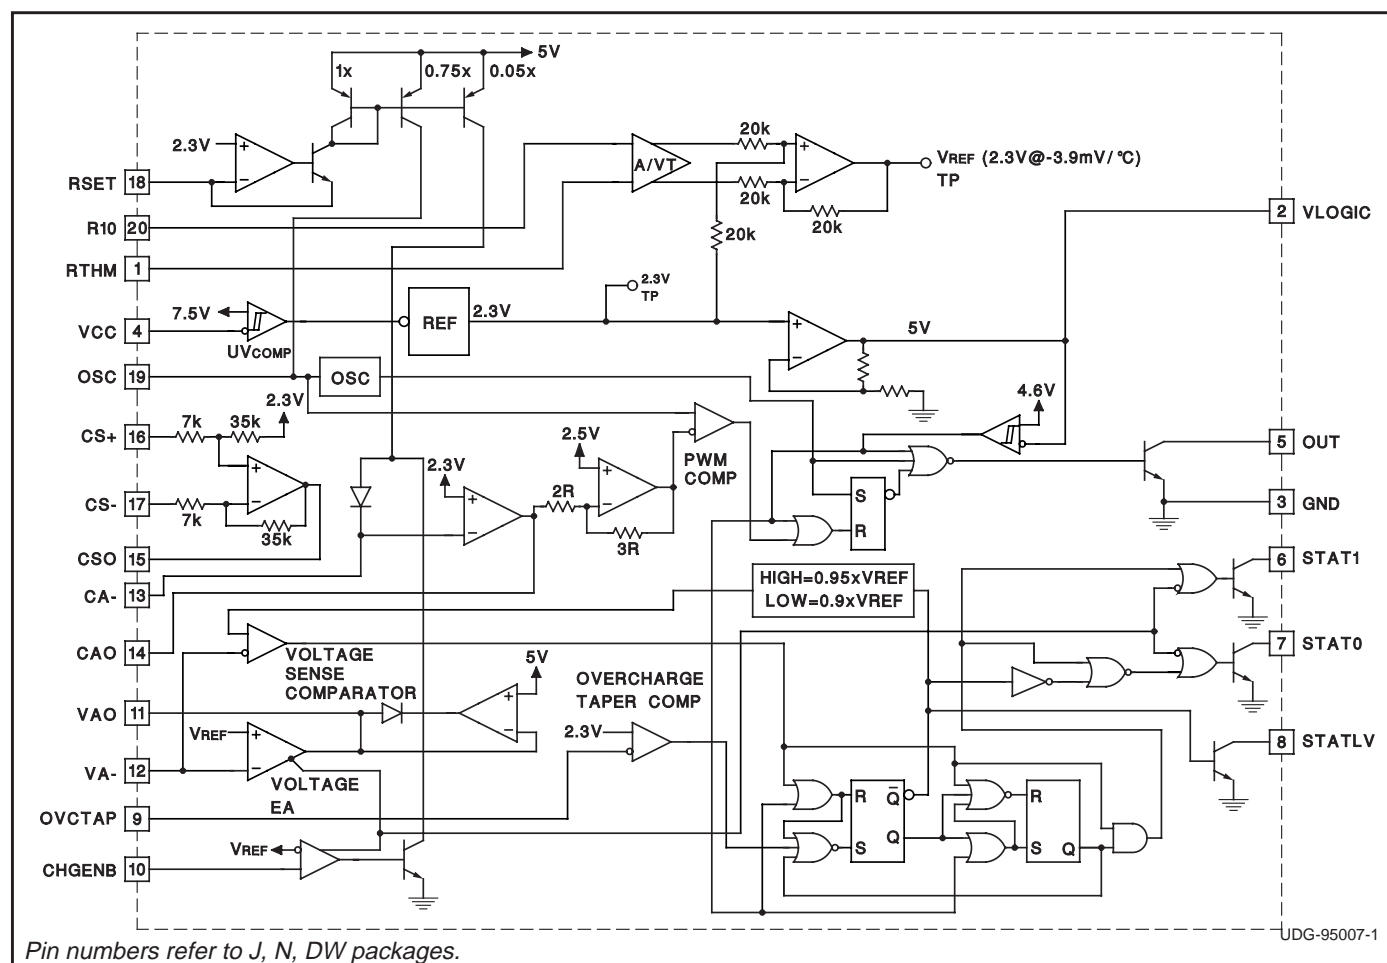 5V
1x 0.75x 0.05x
2.3V
+
−
RSET 18
R10 20
RTHM 1
A/VT
20k
20k
20k
20k
+
−
VREF (2.3V@-3.9mV/°C)
TP
2 VLOGIC
7.5V
VCC 4
UVCOMP
REF
2.3V
2.3V
TP
+
−
5V
OSC 19
OSC
4.6V
2.3V
7k 35k
CS+ 16
+
−
CS- 17
7k
35k
CSO 15
CA- 13
CAO 14
2.3V
+
−
2R
2.5V
+
−
3R
PWM
COMP
S
R
5 OUT
3 GND
6 STAT1
7 STAT0
8 STATLV
HIGH=0.95xVREF
LOW=0.9xVREF
VOLTAGE
SENSE
COMPARATOR
5V
+
−
OVERCHARGE
TAPER COMP
2.3V
VAO 11
VREF
+
−
VA- 12
VOLTAGE
EA
OVCTAP 9
VREF
CHGENB 10
R Q̅
Q
S
R
S Q
UDG-95007-1
Pin numbers refer to J, N, DW packages.